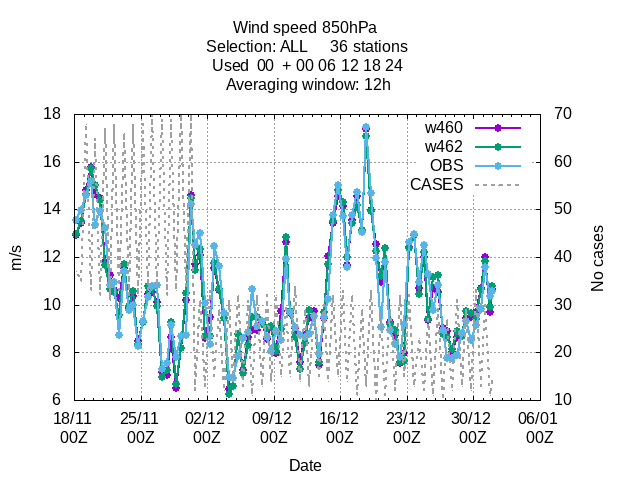 Wind speed 850hPa
Selection: ALL 36 stations
Used 00 + 00 06 12 18 24
Averaging window: 12h
18 70
w460
w462
OBS
CASES
16 60
14 50
12 40
10 30
8 20
6 10
m/s
No cases
18/11 25/11 02/12 09/12 16/12 23/12 30/12 06/01
00Z 00Z 00Z 00Z 00Z 00Z 00Z 00Z
Date